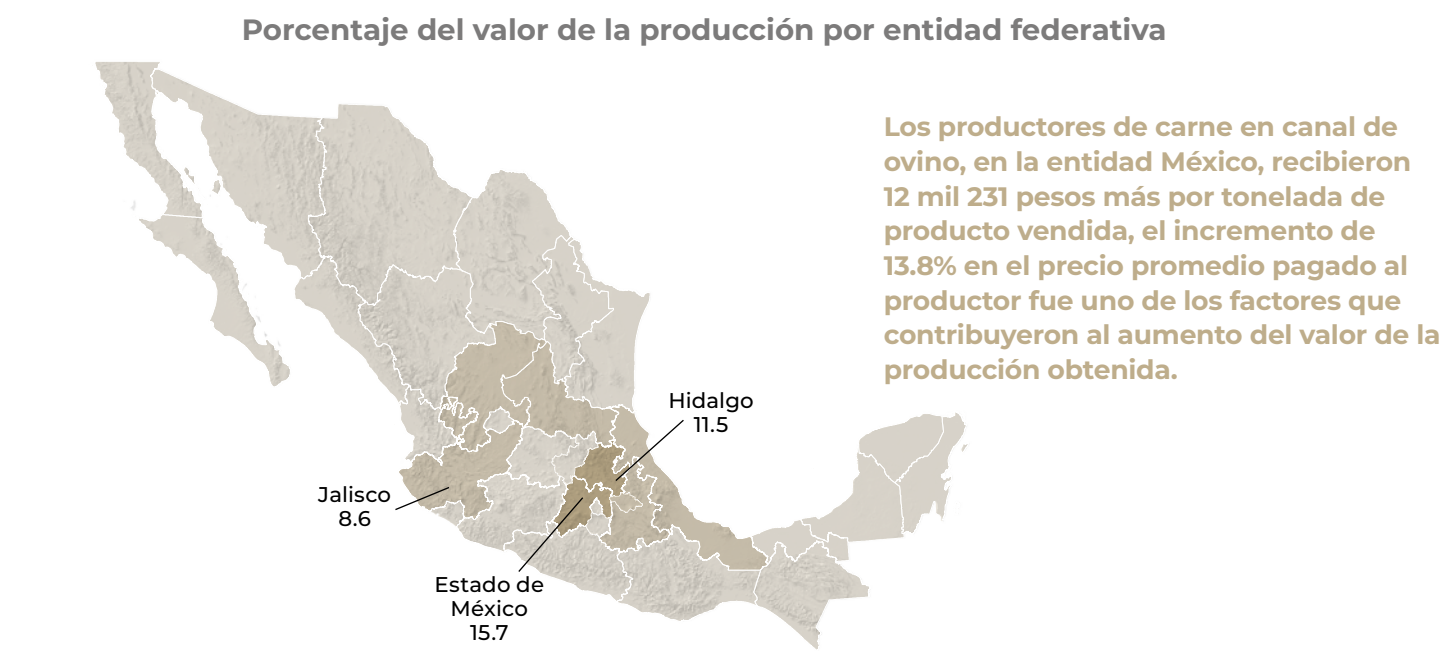 Porcentaje del valor de la producción por entidad federativa
Los productores de carne en canal de
ovino, en la entidad México, recibieron
12 mil 231 pesos más por tonelada de
producto vendida, el incremento de
13.8% en el precio promedio pagado al
productor fue uno de los factores que
contribuyeron al aumento del valor de la
producción obtenida.
Hidalgo
11.5
Jalisco
8.6
Estado de
México
15.7